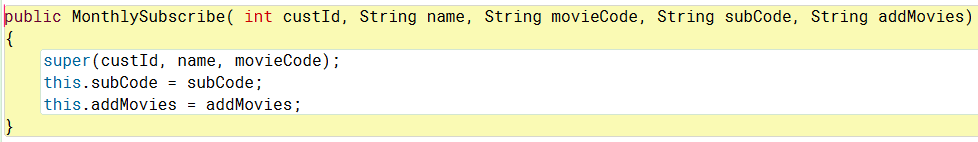 public MonthlySubscribe( int custId, String name, String movieCode, String subCode, String addMovies)
{
super(custId, name, movieCode);
this.subCode = subCode;
this.addMovies = addMovies;
}